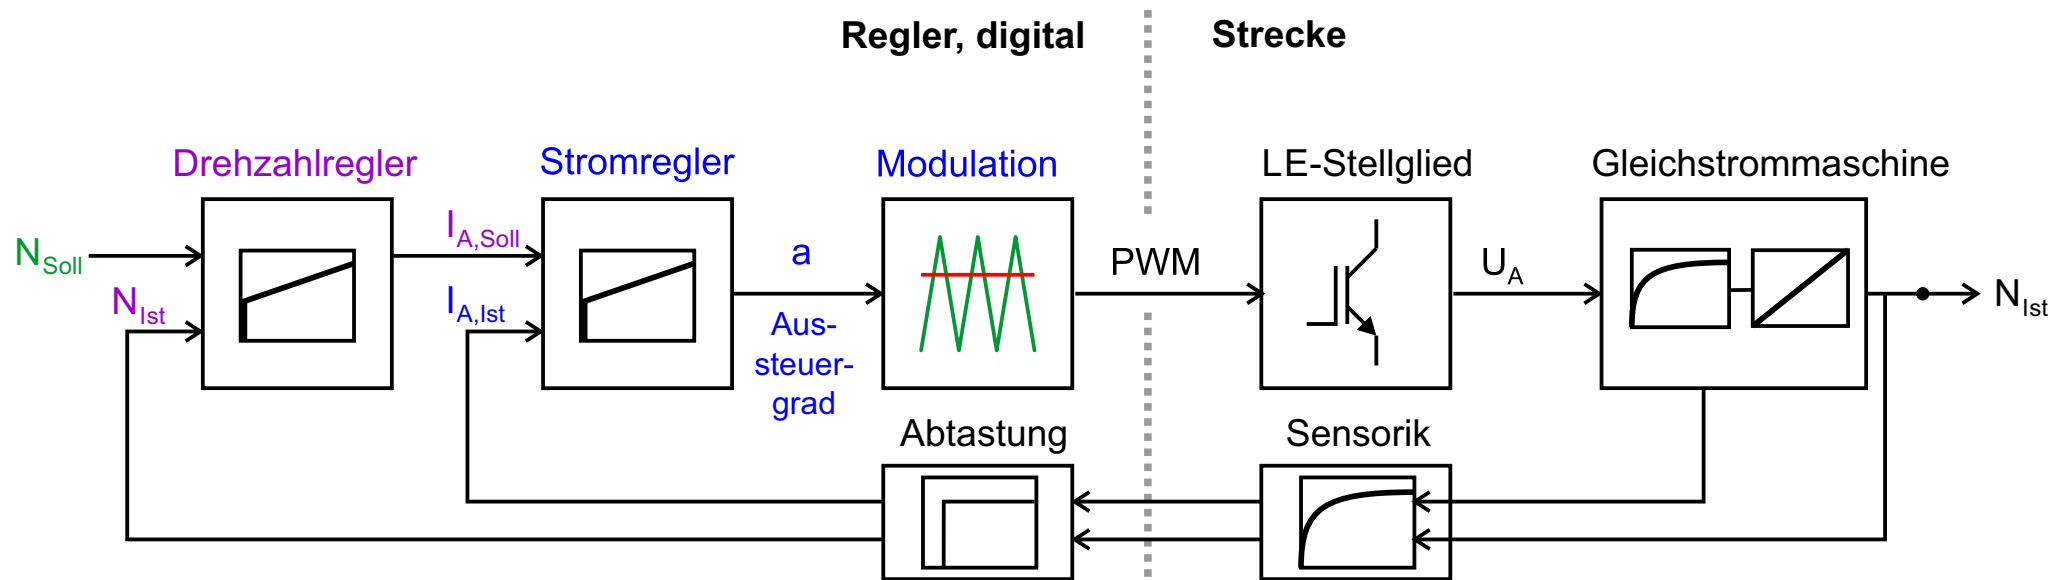 Regler, digital
Strecke
Drehzahlregler
Stromregler
Modulation
LE-Stellglied
Gleichstrommaschine
N_Soll
I_A,Soll
a
PWM
U_A
N_Ist
N_Ist
I_A,Ist
Aus-
steuer-
grad
Abtastung
Sensorik